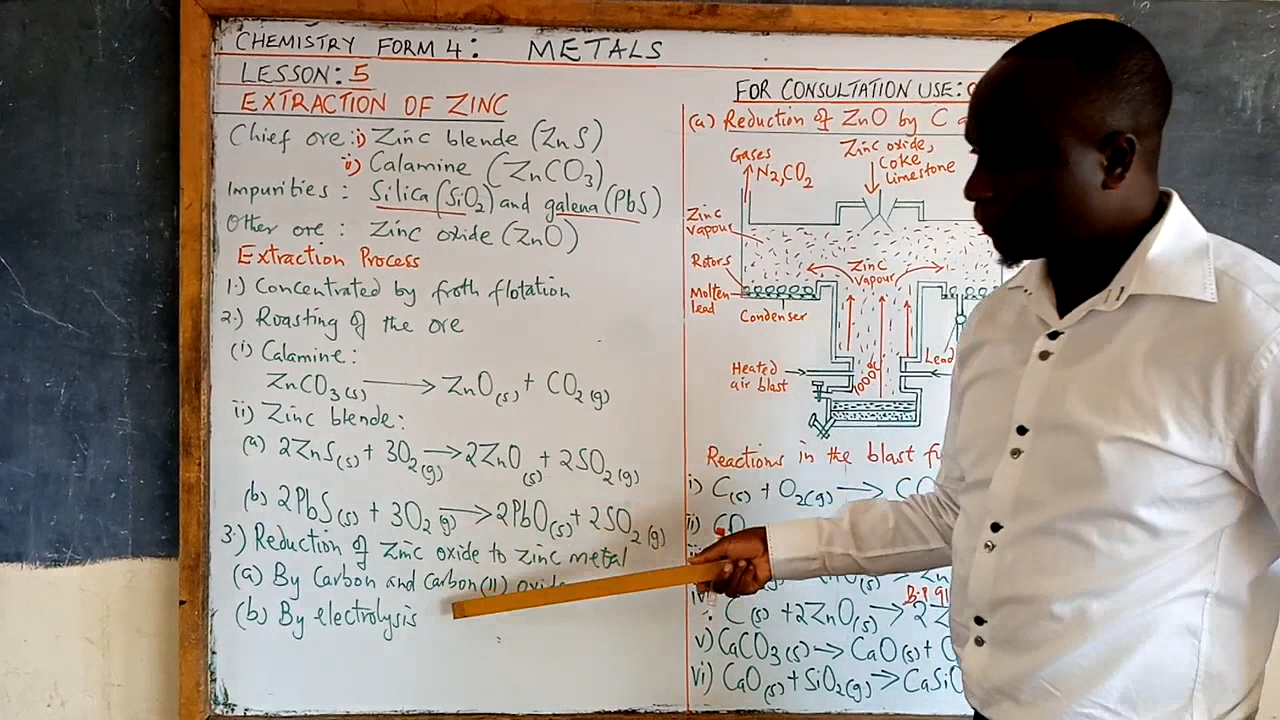 CHEMISTRY FORM 4: METALS
LESSON: 5
EXTRACTION OF ZINC
Chief ore: i) Zinc blende (ZnS)
ii) Calamine (ZnCO3)
Impurities: Silica (SiO2) and galena (PbS)
Other ore: Zinc oxide (ZnO)
Extraction Process
1.) Concentrated by froth flotation
2.) Roasting of the ore
(i) Calamine:
ZnCO3(s) → ZnO(s) + CO2(g)
ii) Zinc blende:
(a) 2ZnS(s) + 3O2(g) → 2ZnO(s) + 2SO2(g)
(b) 2PbS(s) + 3O2(g) → 2PbO(s) + 2SO2(g)
3.) Reduction of Zinc oxide to zinc metal
(a) By Carbon and Carbon(II) oxide
(b) By electrolysis
FOR CONSULTATION USE:
(a) Reduction of ZnO by C
Gases
N2, CO2
Zinc oxide,
Coke
Limestone
Zinc
vapour
Rotors
Molten
lead
Condenser
Zinc
Vapour
Heated
air blast
1000°C
Lead
Reactions in the blast
i) C(s) + O2(g) →
ii)
iv) C(s) + 2ZnO(s) → 2
B.P 91
v) CaCO3(s) → CaO(s) +
vi) CaO(s) + SiO2(g) → CaSiO